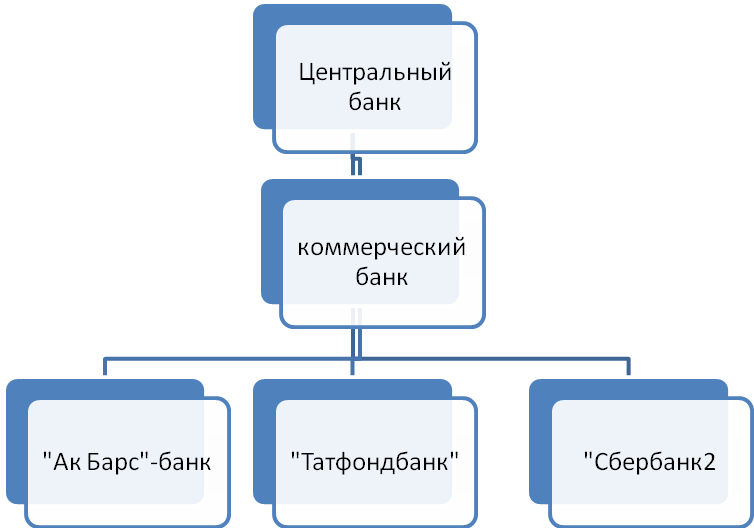 Центральный
банк
коммерческий
банк
"Ак Барс"-банк
"Татфондбанк"
"Сбербанк2